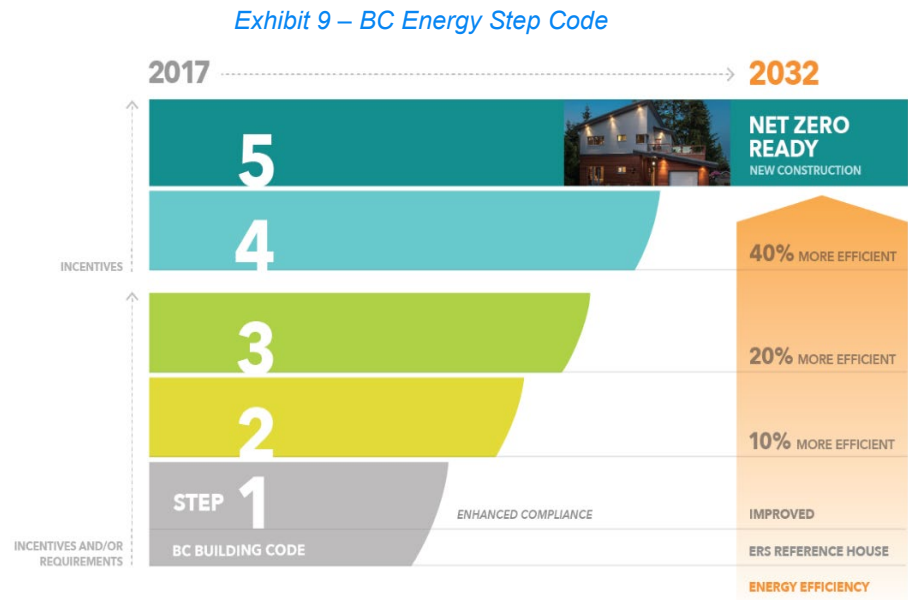 Exhibit 9 – BC Energy Step Code
2017
2032
5
NET ZERO
READY
NEW CONSTRUCTION
4
INCENTIVES
40% MORE EFFICIENT
3
20% MORE EFFICIENT
2
10% MORE EFFICIENT
STEP 1
ENHANCED COMPLIANCE
IMPROVED
INCENTIVES AND/OR
REQUIREMENTS
BC BUILDING CODE
ERS REFERENCE HOUSE
ENERGY EFFICIENCY